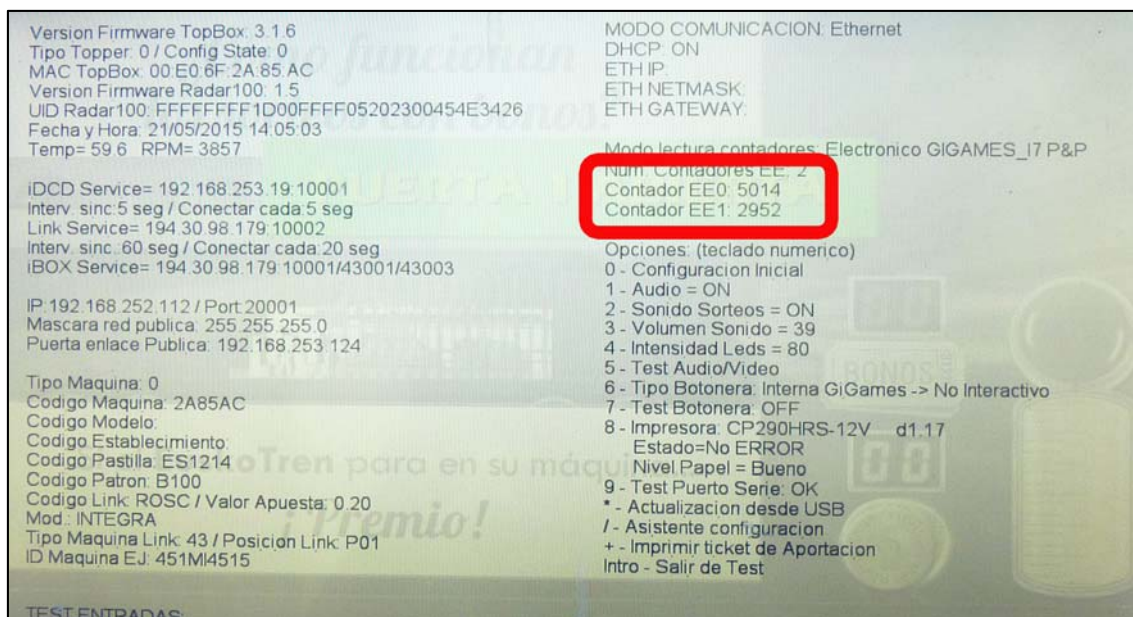 Version Firmware TopBox: 3.1.6
Tipo Topper: 0 / Config State: 0
MAC TopBox: 00:E0:6F:2A:85:AC
Version Firmware Radar100: 1.5
UID Radar100: FFFFFFFF1D00FFFF05202300454E3426
Fecha y Hora: 21/05/2015 14:05:03
Temp= 59.6 RPM= 3857
iDCD Service= 192.168.253.19:10001
Interv. sinc:5 seg / Conectar cada:5 seg
Link Service= 194.30.98.179:10002
Interv. sinc.:60 seg / Conectar cada:20 seg
iBOX Service= 194.30.98.179:10001/43001/43003
IP:192.168.252.112 / Port:20001
Mascara red publica: 255.255.255.0
Puerta enlace Publica: 192.168.253.124
Tipo Maquina: 0
Codigo Maquina: 2A85AC
Codigo Modelo:
Codigo Establecimiento:
Codigo Pastilla: ES1214
Codigo Patron: B100
Codigo Link: ROSC / Valor Apuesta: 0.20
Mod.: INTEGRA
Tipo Maquina Link: 43 / Posicion Link: P01
ID Maquina EJ: 451MI4515
TEST ENTRADAS:
MODO COMUNICACION: Ethernet
DHCP: ON
ETH IP:
ETH NETMASK:
ETH GATEWAY:
Modo lectura contadores: Electronico GIGAMES_I7 P&P
Num. Contadores EE: 2
Contador EE0: 5014
Contador EE1: 2952
Opciones: (teclado numerico)
0 - Configuracion Inicial
1 - Audio = ON
2 - Sonido Sorteos = ON
3 - Volumen Sonido = 39
4 - Intensidad Leds = 80
5 - Test Audio/Video
6 - Tipo Botonera: Interna GiGames -> No Interactivo
7 - Test Botonera: OFF
8 - Impresora: CP290HRS-12V d1.17
Estado=No ERROR
Nivel Papel = Bueno
9 - Test Puerto Serie: OK
* - Actualizacion desde USB
/ - Asistente configuracion
+ - Imprimir ticket de Aportacion
Intro - Salir de Test
funcionan
bonos.
PUERTA
BONOS
Tren para en su máqui
¡Premio!